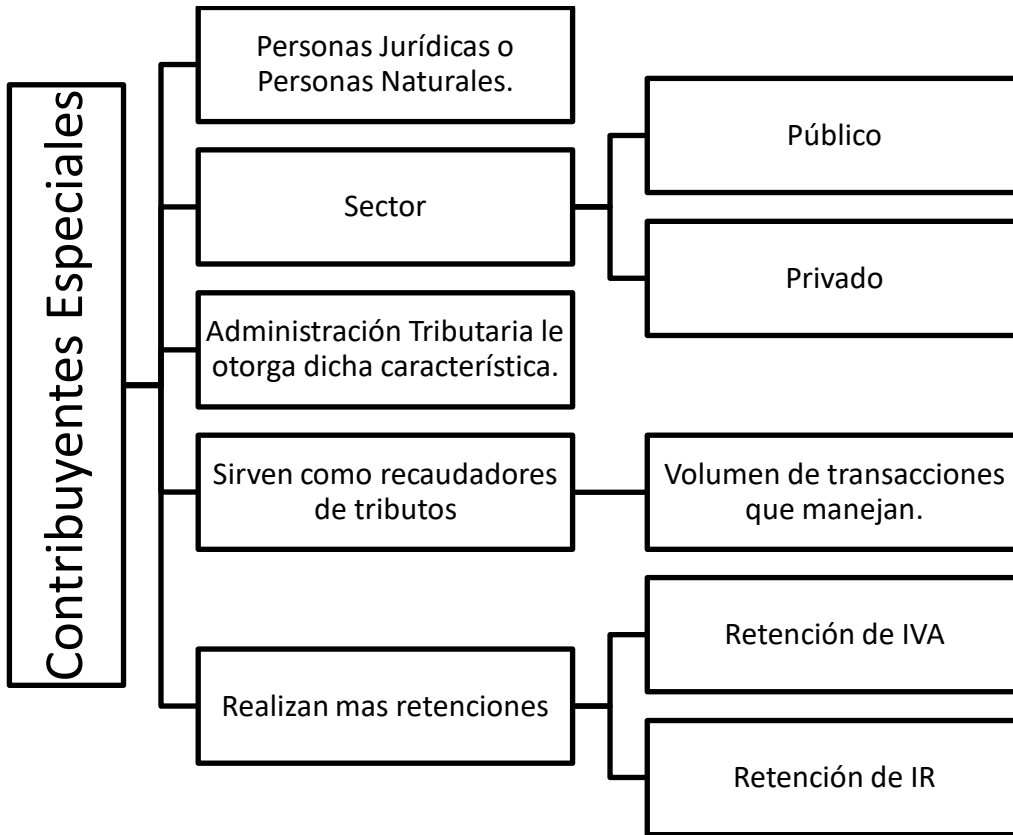 Contribuyentes Especiales
Personas Jurídicas o
Personas Naturales.
Sector
Público
Privado
Administración Tributaria le
otorga dicha característica.
Sirven como recaudadores
de tributos
Volumen de transacciones
que manejan.
Realizan mas retenciones
Retención de IVA
Retención de IR